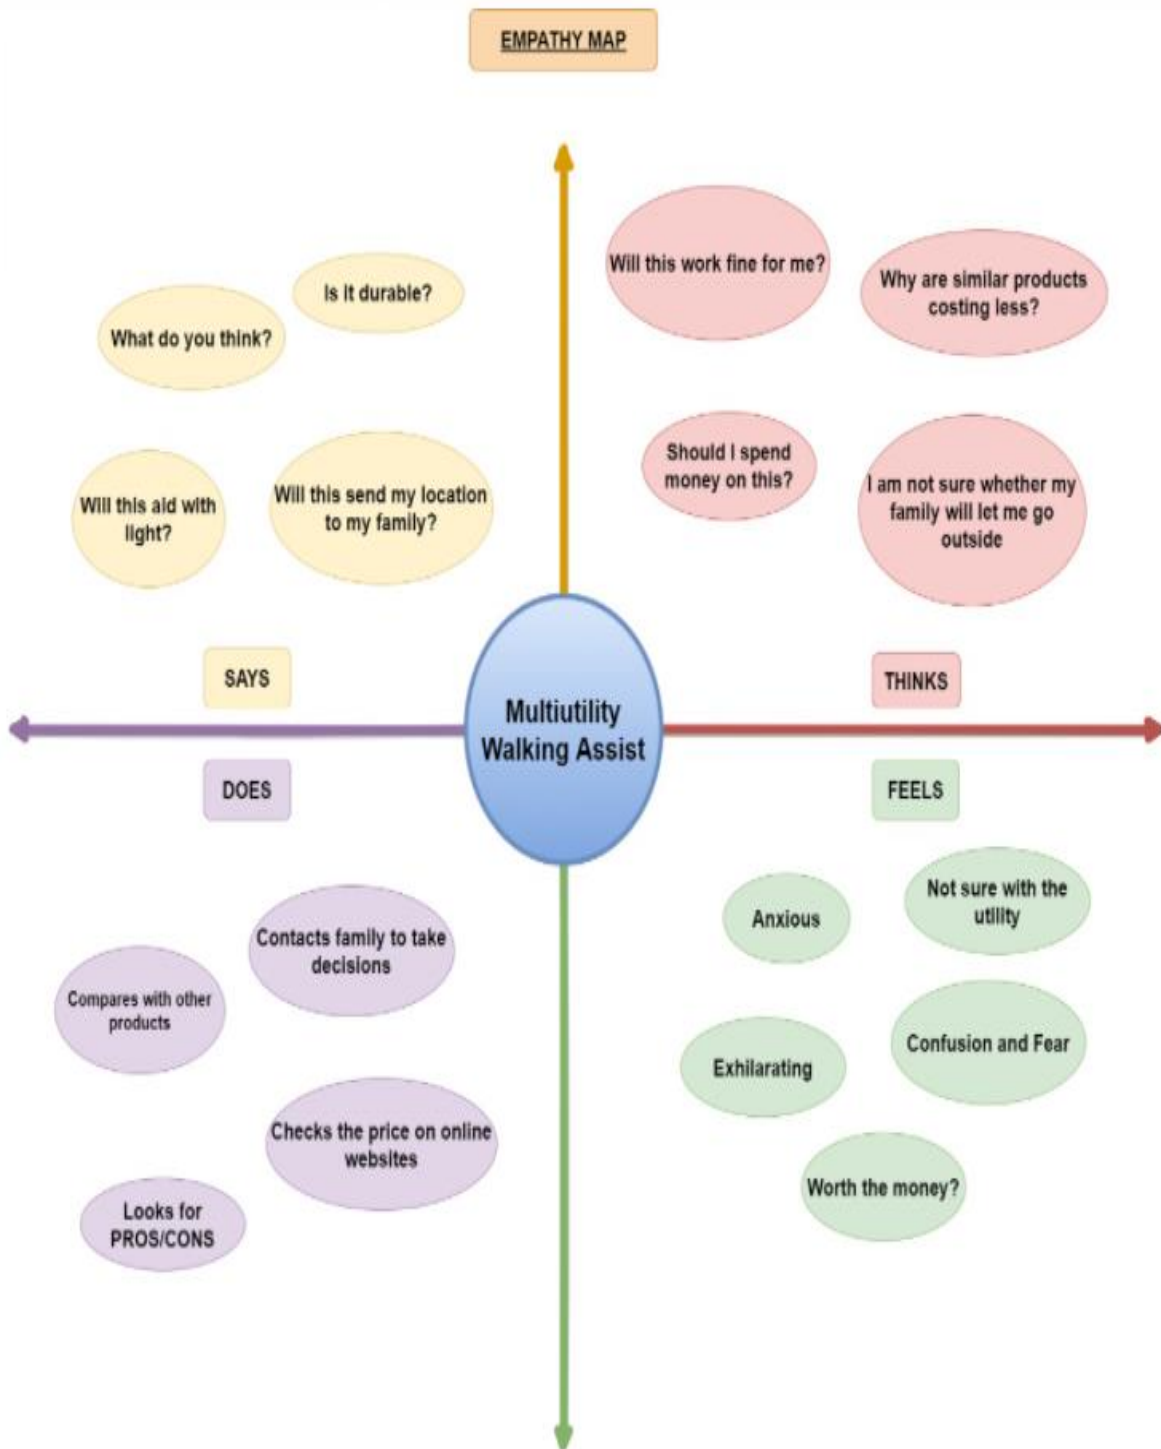 EMPATHY MAP
Is it durable?
What do you think?
Will this aid with
light?
Will this send my location
to my family?
SAYS
Will this work fine for me?
Why are similar products
costing less?
Should I spend
money on this?
I am not sure whether my
family will let me go
outside
THINKS
Multiutility
Walking Assist
DOES
Contacts family to take
decisions
Compares with other
products
Checks the price on online
websites
Looks for
PROS/CONS
FEELS
Anxious
Not sure with the
utility
Exhilarating
Confusion and Fear
Worth the money?